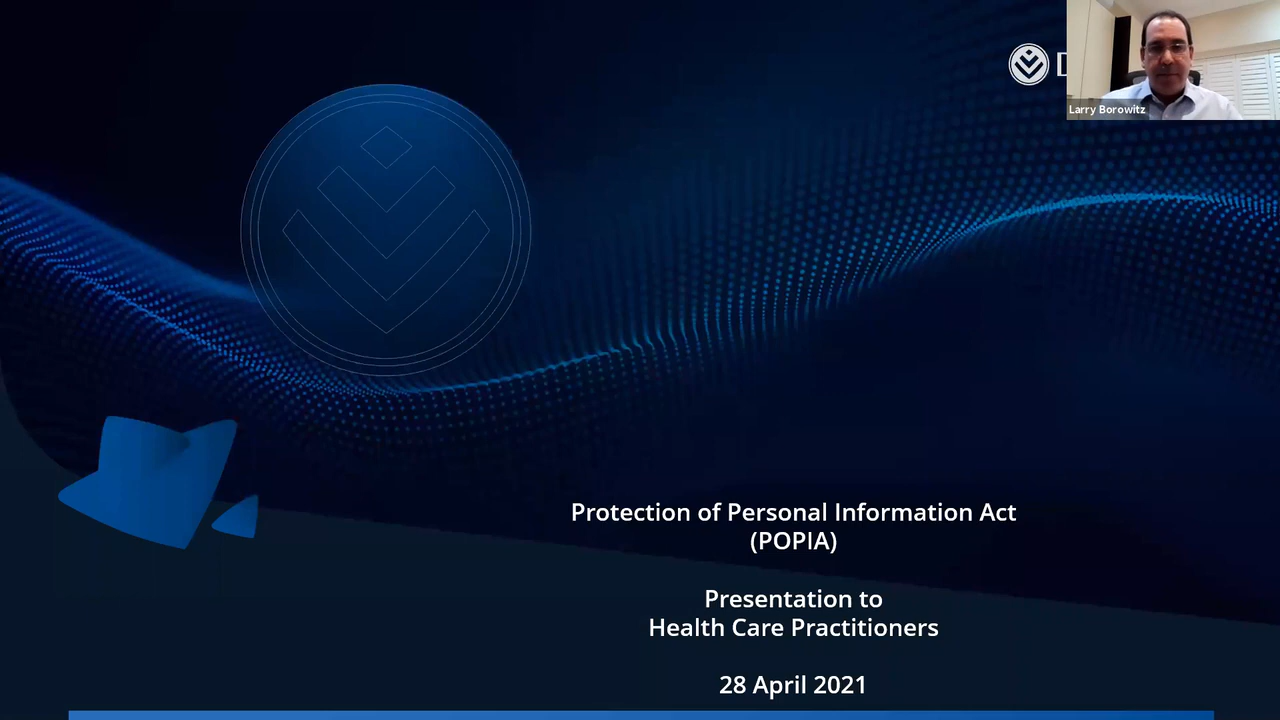 Larry Borowitz
Protection of Personal Information Act
(POPIA)
Presentation to
Health Care Practitioners
28 April 2021